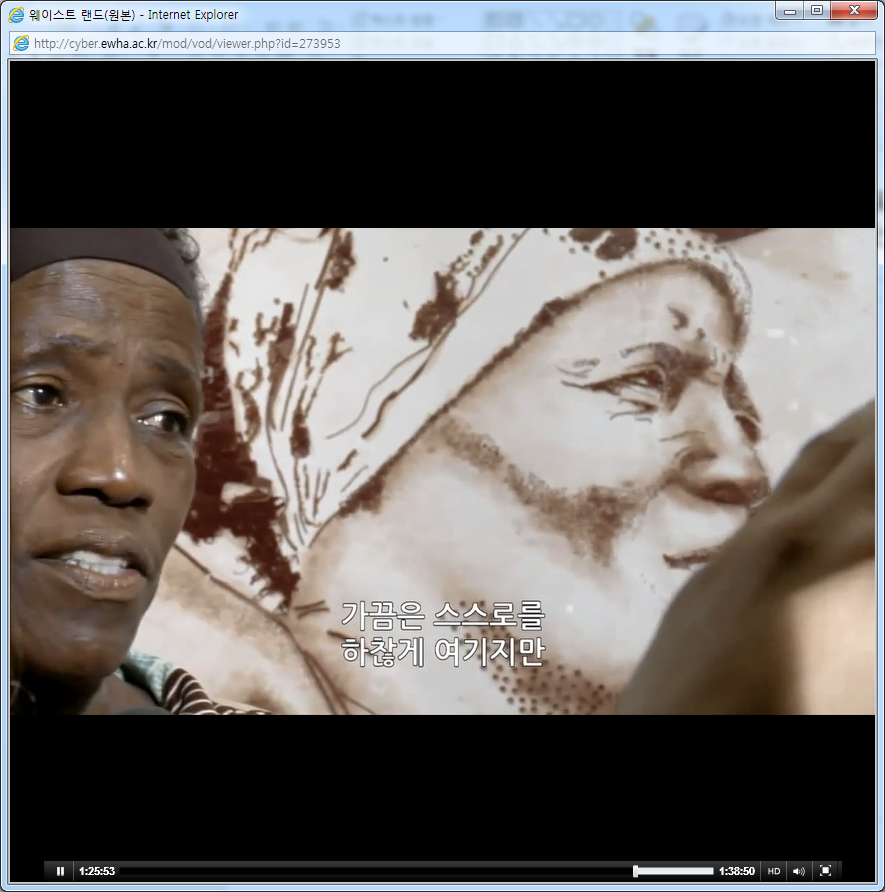 웨이스트 랜드(원본) - Internet Explorer
http://cyber.ewha.ac.kr/mod/vod/viewer.php?id=273953
가끔은 스스로를
하찮게 여기지만
1:25:53 1:38:50 HD